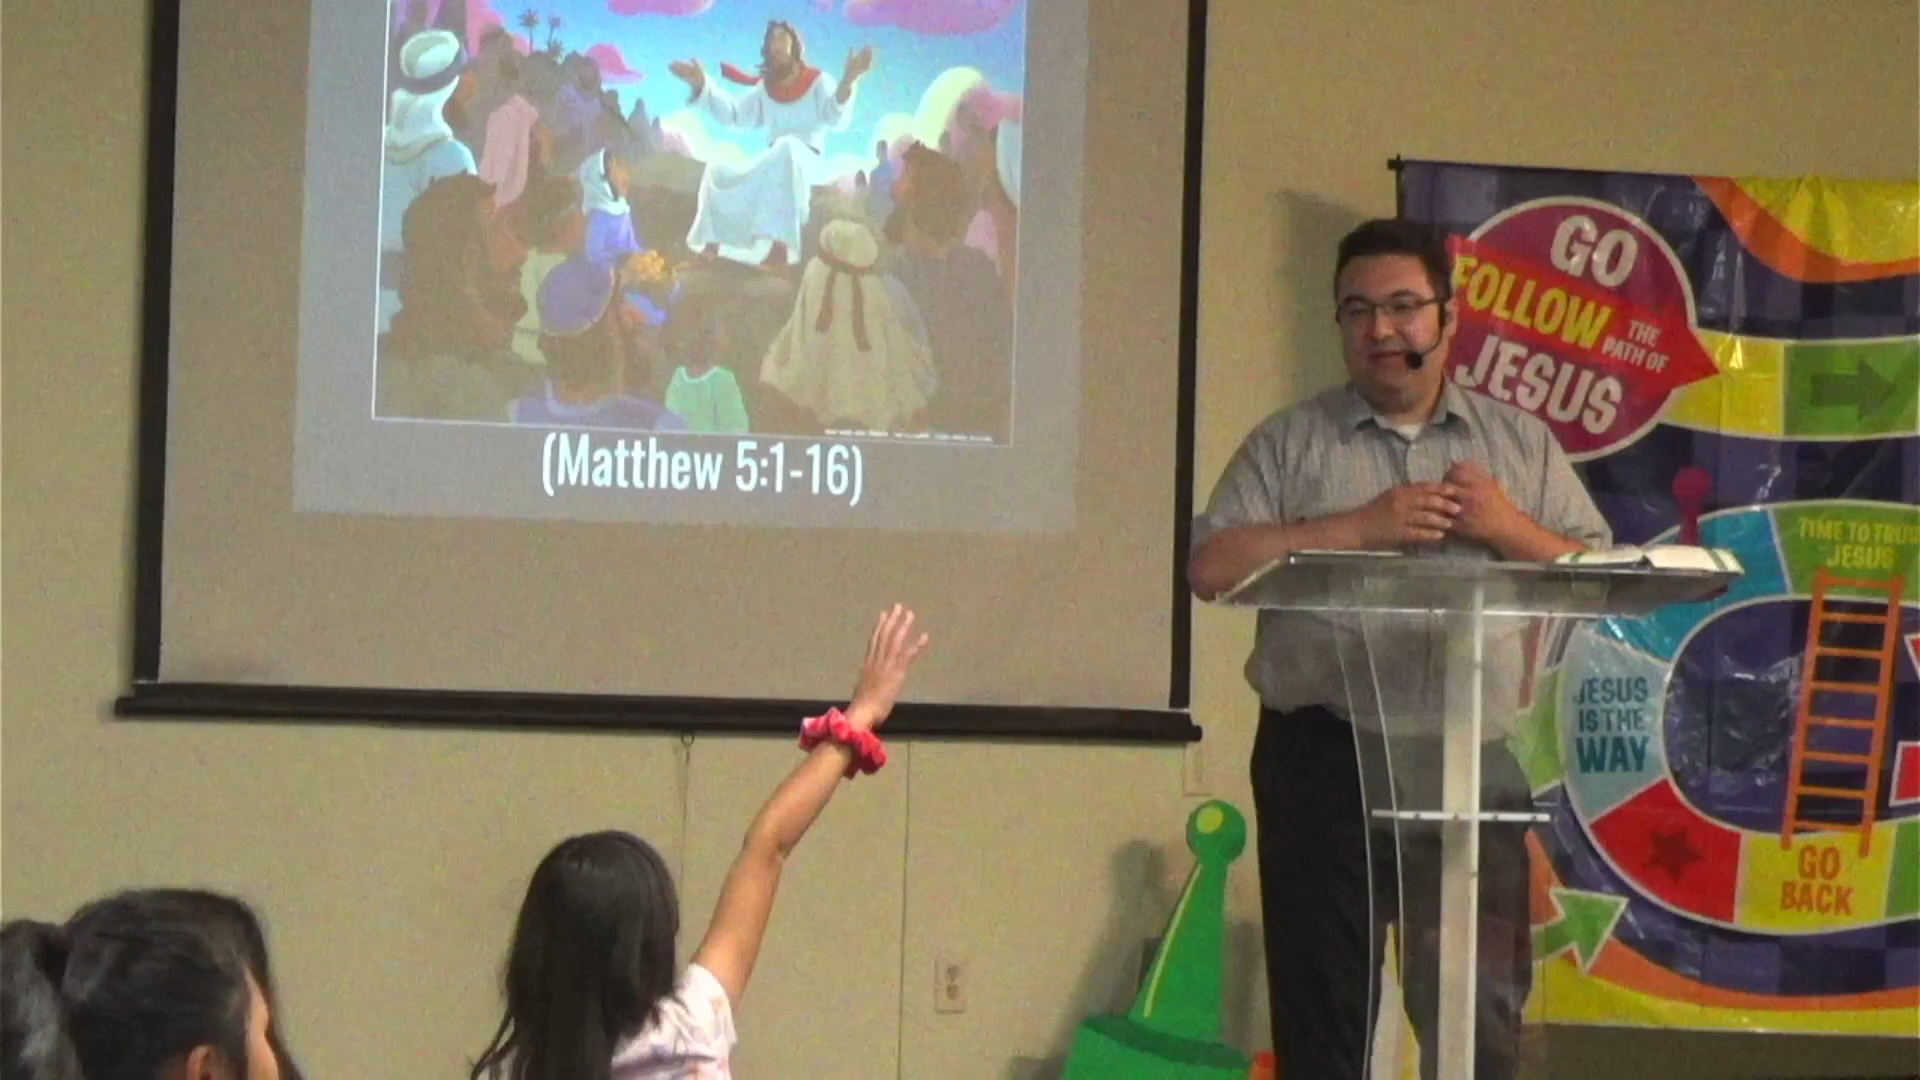 (Matthew 5:1-16)
GO
FOLLOW THE
PATH OF
JESUS
TIME TO TRUST
JESUS
JESUS
IS THE
WAY
GO
BACK